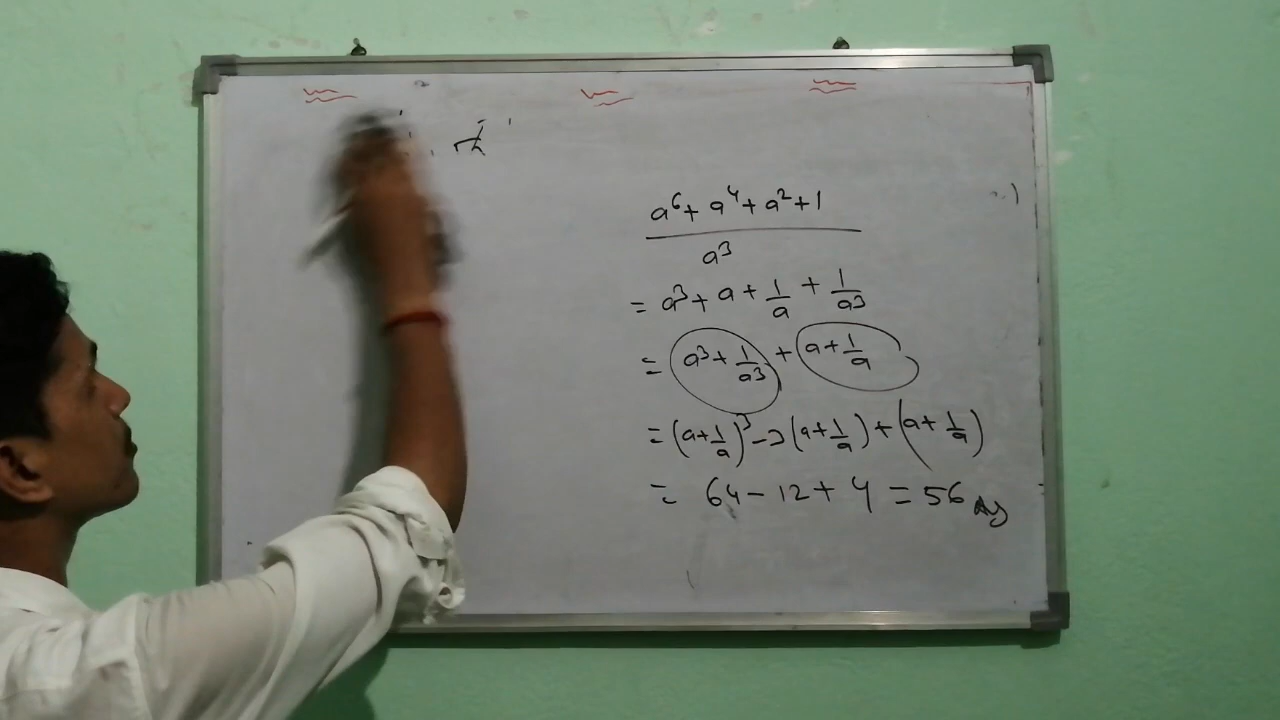 a⁶ + a⁴ + a² + 1
a³
= a³ + a + 1/a + 1/a³
= a³ + 1/a³ + a + 1/a
= (a + 1/a)³ - 3(a + 1/a) + (a + 1/a)
= 64 - 12 + 4 = 56 Ans